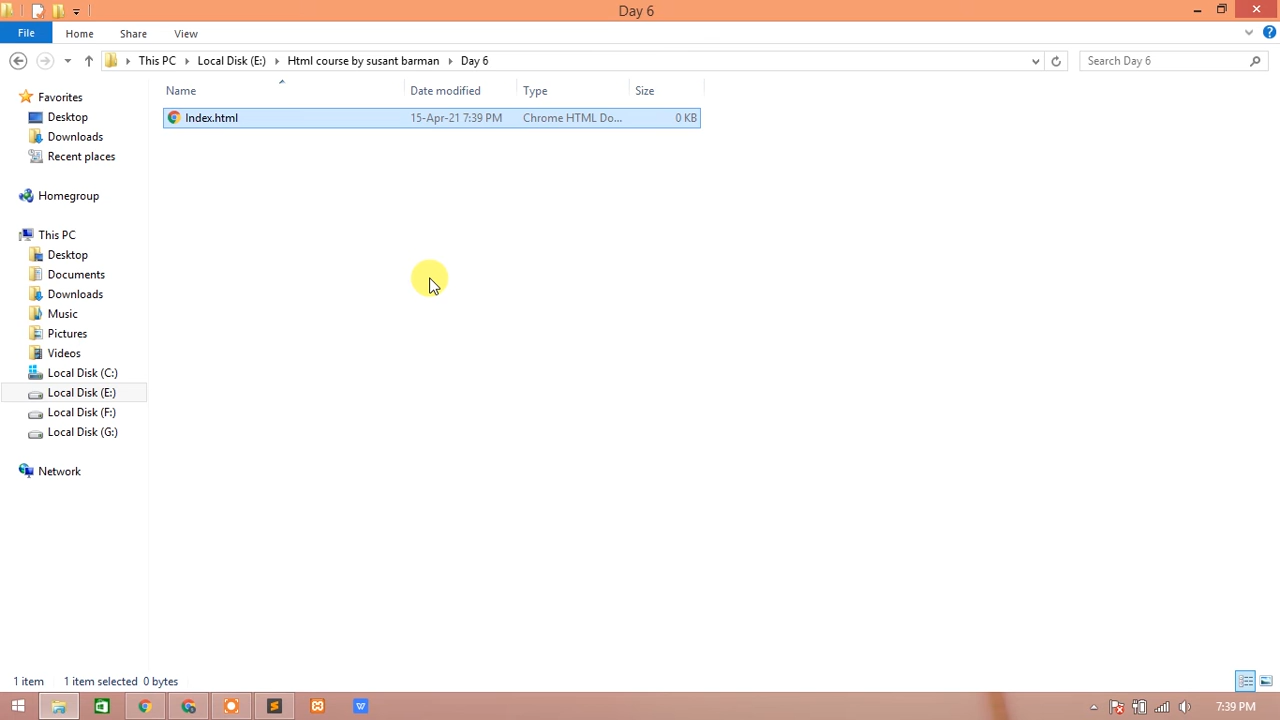 Day 6
File Home Share View
This PC Local Disk (E:) Html course by susant barman Day 6
Search Day 6
Name Date modified Type Size
Index.html 15-Apr-21 7:39 PM Chrome HTML Do... 0 KB
Favorites
Desktop
Downloads
Recent places
Homegroup
This PC
Desktop
Documents
Downloads
Music
Pictures
Videos
Local Disk (C:)
Local Disk (E:)
Local Disk (F:)
Local Disk (G:)
Network
1 item 1 item selected 0 bytes
7:39 PM